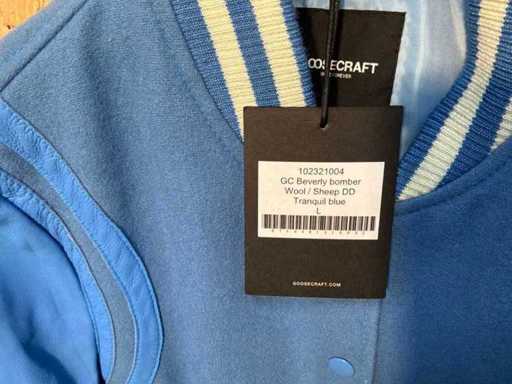 GOOSECRAFT
102321004
GC Beverly bomber
Wool / Sheep DD
Tranquil blue
L
GOOSECRAFT.COM